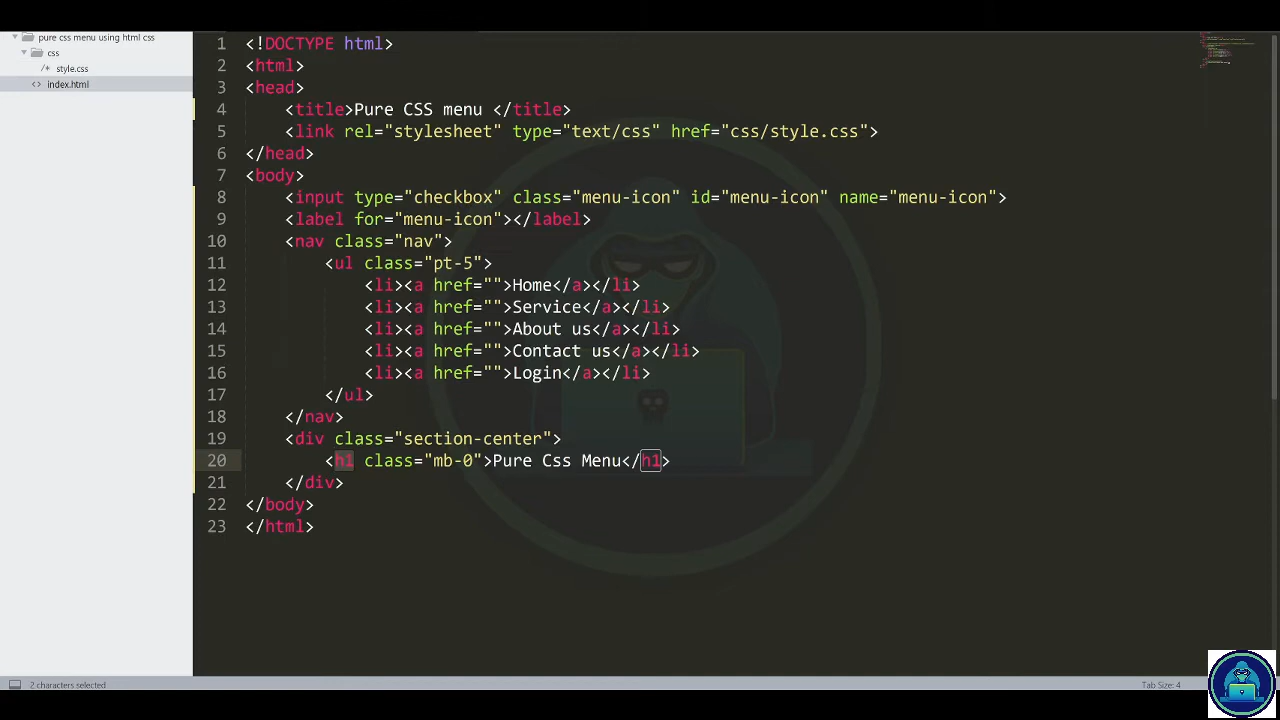 pure css menu using html css
css
/* style.css
<> index.html
1 <!DOCTYPE html>
2 <html>
3 <head>
4 <title>Pure CSS menu </title>
5 <link rel="stylesheet" type="text/css" href="css/style.css">
6 </head>
7 <body>
8 <input type="checkbox" class="menu-icon" id="menu-icon" name="menu-icon">
9 <label for="menu-icon"></label>
10 <nav class="nav">
11 <ul class="pt-5">
12 <li><a href="">Home</a></li>
13 <li><a href="">Service</a></li>
14 <li><a href="">About us</a></li>
15 <li><a href="">Contact us</a></li>
16 <li><a href="">Login</a></li>
17 </ul>
18 </nav>
19 <div class="section-center">
20 <h1 class="mb-0">Pure Css Menu</h1>
21 </div>
22 </body>
23 </html>
2 characters selected
Tab Size: 4